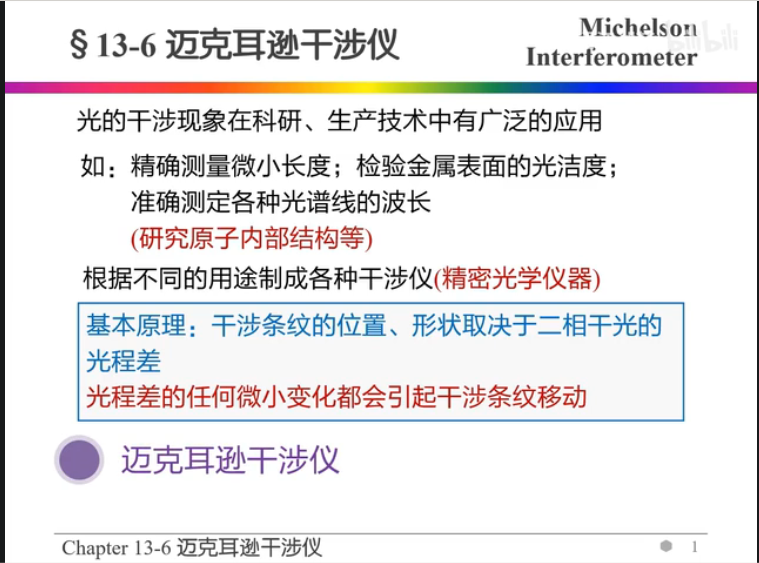 §13-6 迈克耳逊干涉仪
Michelson
Interferometer
bilibili
光的干涉现象在科研、生产技术中有广泛的应用
如：精确测量微小长度；检验金属表面的光洁度；
准确测定各种光谱线的波长
(研究原子内部结构等)
根据不同的用途制成各种干涉仪(精密光学仪器)
基本原理：干涉条纹的位置、形状取决于二相干光的
光程差
光程差的任何微小变化都会引起干涉条纹移动
迈克耳逊干涉仪
Chapter 13-6 迈克耳逊干涉仪
1